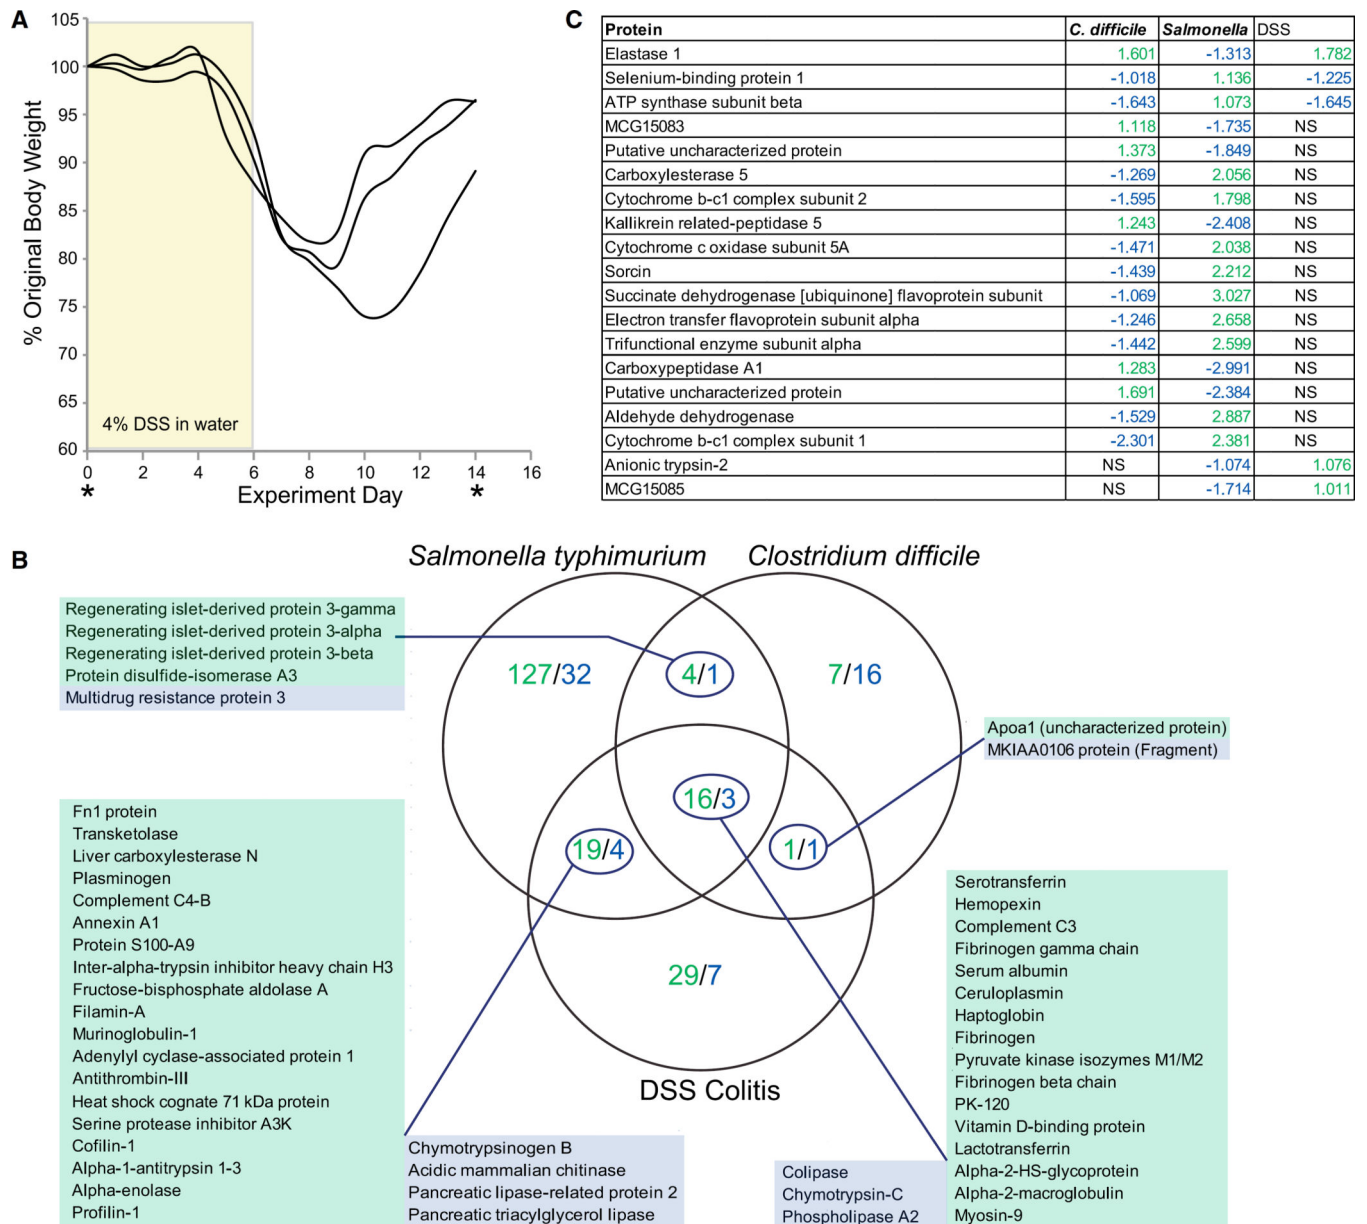 A
105
100
95
90
85
80
75
70
65
60
% Original Body Weight
4% DSS in water
0 2 4 6 8 10 12 14 16
* Experiment Day *
C
Protein C. difficile Salmonella DSS
Elastase 1 1.601 -1.313 1.782
Selenium-binding protein 1 -1.018 1.136 -1.225
ATP synthase subunit beta -1.643 1.073 -1.645
MCG15083 1.118 -1.735 NS
Putative uncharacterized protein 1.373 -1.849 NS
Carboxylesterase 5 -1.269 2.056 NS
Cytochrome b-c1 complex subunit 2 -1.595 1.798 NS
Kallikrein related-peptidase 5 1.243 -2.408 NS
Cytochrome c oxidase subunit 5A -1.471 2.038 NS
Sorcin -1.439 2.212 NS
Succinate dehydrogenase [ubiquinone] flavoprotein subunit -1.069 3.027 NS
Electron transfer flavoprotein subunit alpha -1.246 2.658 NS
Trifunctional enzyme subunit alpha -1.442 2.599 NS
Carboxypeptidase A1 1.283 -2.991 NS
Putative uncharacterized protein 1.691 -2.384 NS
Aldehyde dehydrogenase -1.529 2.887 NS
Cytochrome b-c1 complex subunit 1 -2.301 2.381 NS
Anionic trypsin-2 NS -1.074 1.076
MCG15085 NS -1.714 1.011
B
Salmonella typhimurium Clostridium difficile
Regenerating islet-derived protein 3-gamma
Regenerating islet-derived protein 3-alpha
Regenerating islet-derived protein 3-beta
Protein disulfide-isomerase A3
Multidrug resistance protein 3
127/32 4/1 7/16
Apoa1 (uncharacterized protein)
MKIAA0106 protein (Fragment)
16/3
19/4 1/1
29/7
DSS Colitis
Fn1 protein
Transketolase
Liver carboxylesterase N
Plasminogen
Complement C4-B
Annexin A1
Protein S100-A9
Inter-alpha-trypsin inhibitor heavy chain H3
Fructose-bisphosphate aldolase A
Filamin-A
Murinoglobulin-1
Adenylyl cyclase-associated protein 1
Antithrombin-III
Heat shock cognate 71 kDa protein
Serine protease inhibitor A3K
Cofilin-1
Alpha-1-antitrypsin 1-3
Alpha-enolase
Profilin-1
Chymotrypsinogen B
Acidic mammalian chitinase
Pancreatic lipase-related protein 2
Pancreatic triacylglycerol lipase
Colipase
Chymotrypsin-C
Phospholipase A2
Serotransferrin
Hemopexin
Complement C3
Fibrinogen gamma chain
Serum albumin
Ceruloplasmin
Haptoglobin
Fibrinogen
Pyruvate kinase isozymes M1/M2
Fibrinogen beta chain
PK-120
Vitamin D-binding protein
Lactotransferrin
Alpha-2-HS-glycoprotein
Alpha-2-macroglobulin
Myosin-9